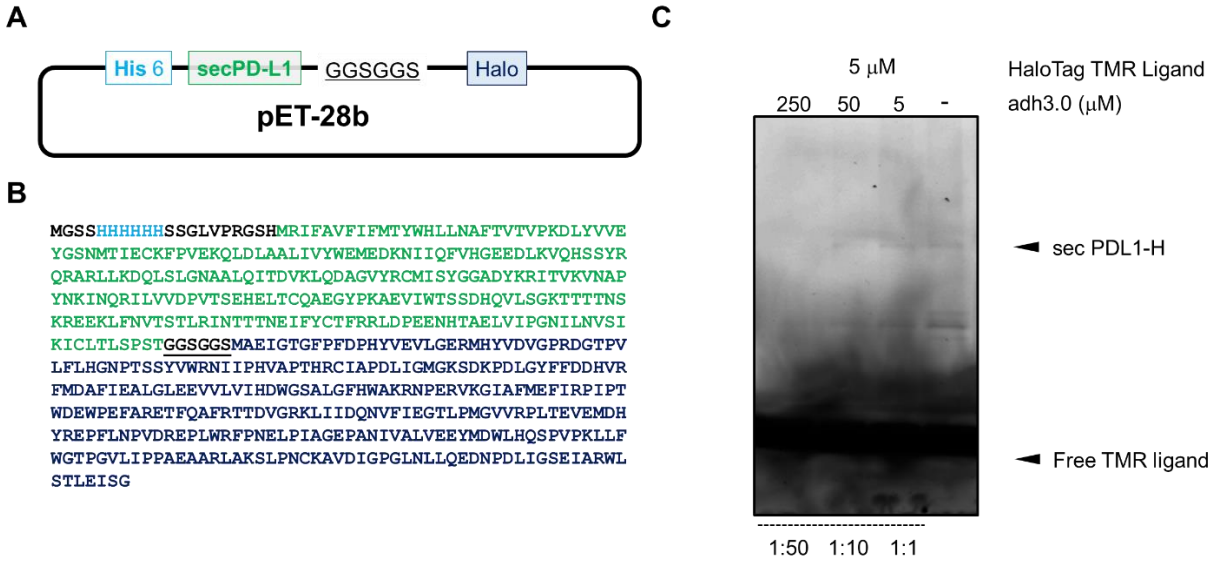 A
His 6 secPD-L1 GGSGGS Halo
pET-28b
B
MGSSHHHHHHSSGLVPRGSHMRIFAVFIFMTYWHLLNAFTVTVPKDLYVVE
YGSNMTIECKFPVEKQLDLAALIVYWEMEDKNIIQFVHGEEDLKVQHSSYR
QRARLLKDQLSLGNAALQITDVKLQDAGVYRCMISYGGADYKRITVKVNAP
YNKINQRILVVDPVTSEHELTCQAEGYPKAEVIWTSSDHQVLSGKTTTTNS
KREEKLFNVTSTLRINTTTNEIFYCTFRRLDPEENHTAELVIPGNILNVSI
KICLTLSPSTGGSGGSMAEIGTGFPFDPHYVEVLGERMHYVDVGPRDGTPV
LFLHGNPTSSYVWRNIIPHVAPTHRCIAPDLIGMGKSDKPDLGYFFDDHVR
FMDAFIEALGLEEVVLVIHDWGSALGFHWAKRNPERVKGIAFMEFIRPIPT
WDEWPEFARETFQAFRTTDVGRKLIIDQNVFIEGTLPMGVVRPLTEVEMDH
YREPFLNPVDREPLWRFPNELPIAGEPANIVALVEEYMDWLHQSPVPKLLF
WGTPGVLIPPAEAARLAKSLPNCKAVDIGPGLNLLQEDNPDLIGSEIARWL
STLEISG
C
5 μM HaloTag TMR Ligand
250 50 5 - adh3.0 (μM)
sec PDL1-H
Free TMR ligand
1:50 1:10 1:1